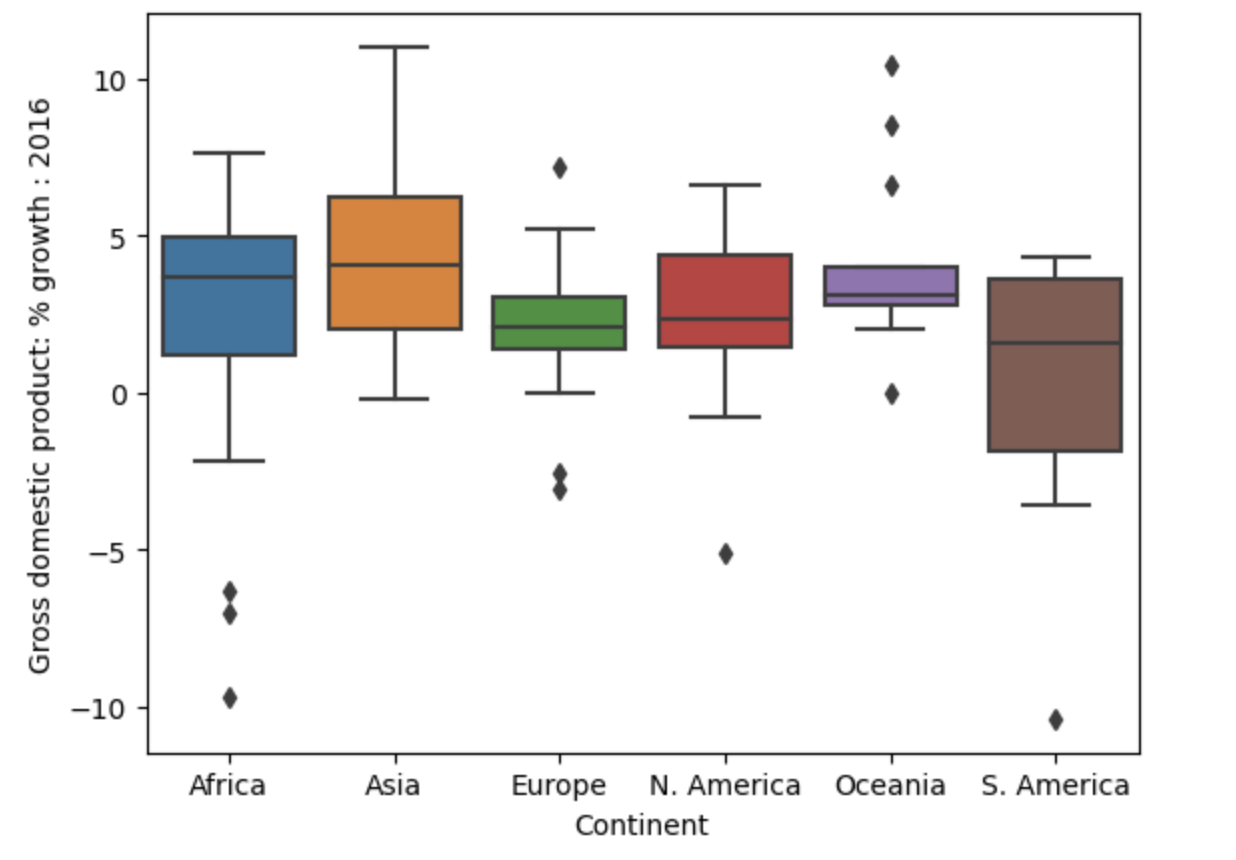 Gross domestic product: % growth : 2016
10
5
0
−5
−10
Africa Asia Europe N. America Oceania S. America
Continent